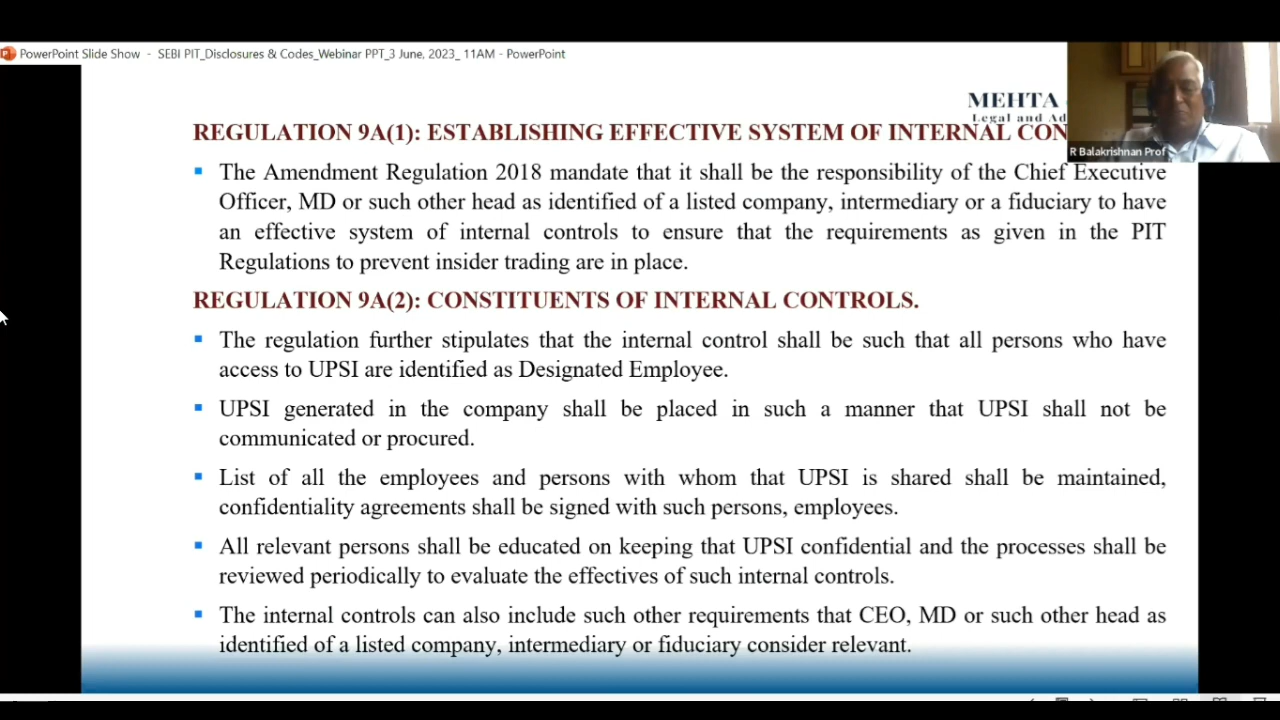 PowerPoint Slide Show - SEBI PIT_Disclosures & Codes_Webinar PPT_3 June, 2023_ 11AM - PowerPoint
MEHTA
Legal and Ad
R Balakrishnan Prof
REGULATION 9A(1): ESTABLISHING EFFECTIVE SYSTEM OF INTERNAL CON
▪ The Amendment Regulation 2018 mandate that it shall be the responsibility of the Chief Executive
Officer, MD or such other head as identified of a listed company, intermediary or a fiduciary to have
an effective system of internal controls to ensure that the requirements as given in the PIT
Regulations to prevent insider trading are in place.
REGULATION 9A(2): CONSTITUENTS OF INTERNAL CONTROLS.
▪ The regulation further stipulates that the internal control shall be such that all persons who have
access to UPSI are identified as Designated Employee.
▪ UPSI generated in the company shall be placed in such a manner that UPSI shall not be
communicated or procured.
▪ List of all the employees and persons with whom that UPSI is shared shall be maintained,
confidentiality agreements shall be signed with such persons, employees.
▪ All relevant persons shall be educated on keeping that UPSI confidential and the processes shall be
reviewed periodically to evaluate the effectives of such internal controls.
▪ The internal controls can also include such other requirements that CEO, MD or such other head as
identified of a listed company, intermediary or fiduciary consider relevant.